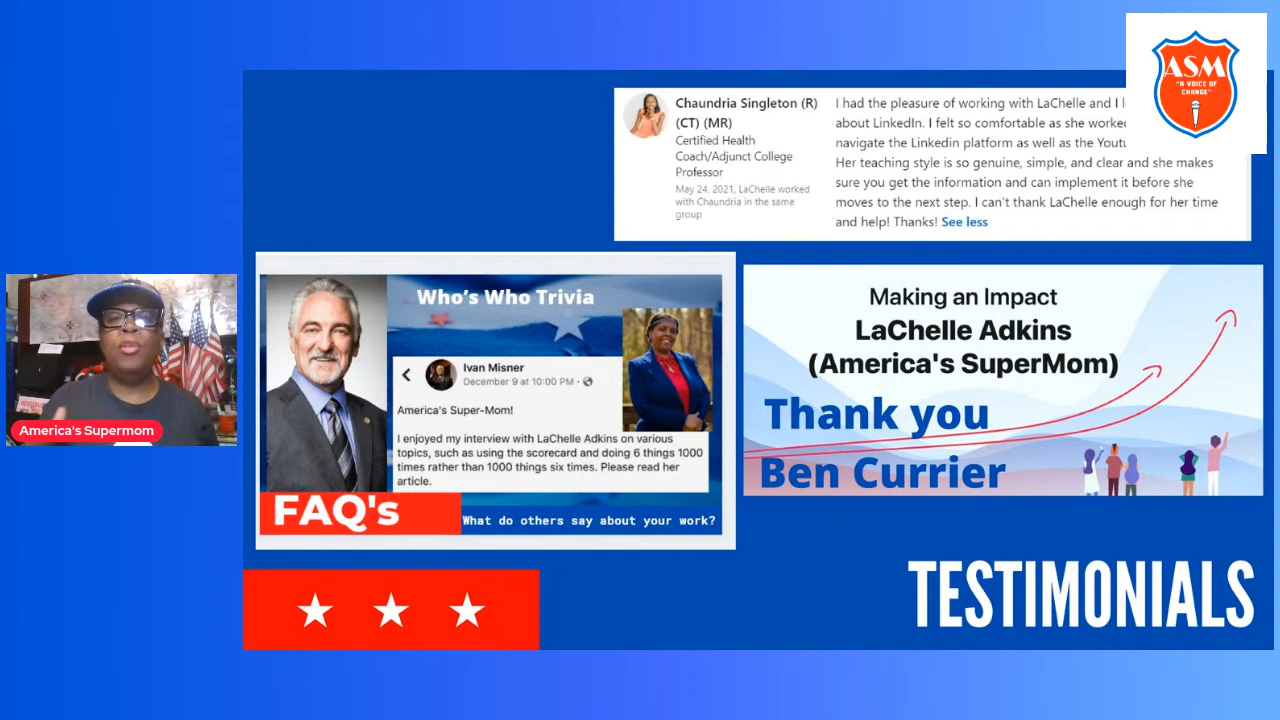 ASM
"A VOICE OF
CHANGE"
Chaundria Singleton (R)
(CT) (MR)
Certified Health
Coach/Adjunct College
Professor
May 24, 2021, LaChelle worked
with Chaundria in the same
group
I had the pleasure of working with LaChelle and I
about LinkedIn. I felt so comfortable as she worked
navigate the Linkedin platform as well as the
Her teaching style is so genuine, simple, and clear and she makes
sure you get the information and can implement it before she
moves to the next step. I can't thank LaChelle enough for her time
and help! Thanks! See less
Who's Who Trivia
Ivan Misner
December 9 at 10:00 PM ·
America's Super-Mom!
I enjoyed my interview with LaChelle Adkins on various
topics, such as using the scorecard and doing 6 things 1000
times rather than 1000 things six times. Please read her
article.
FAQ's
What do others say about your work?
Making an Impact
LaChelle Adkins
(America's SuperMom)
Thank you
Ben Currier
America's Supermom
TESTIMONIALS